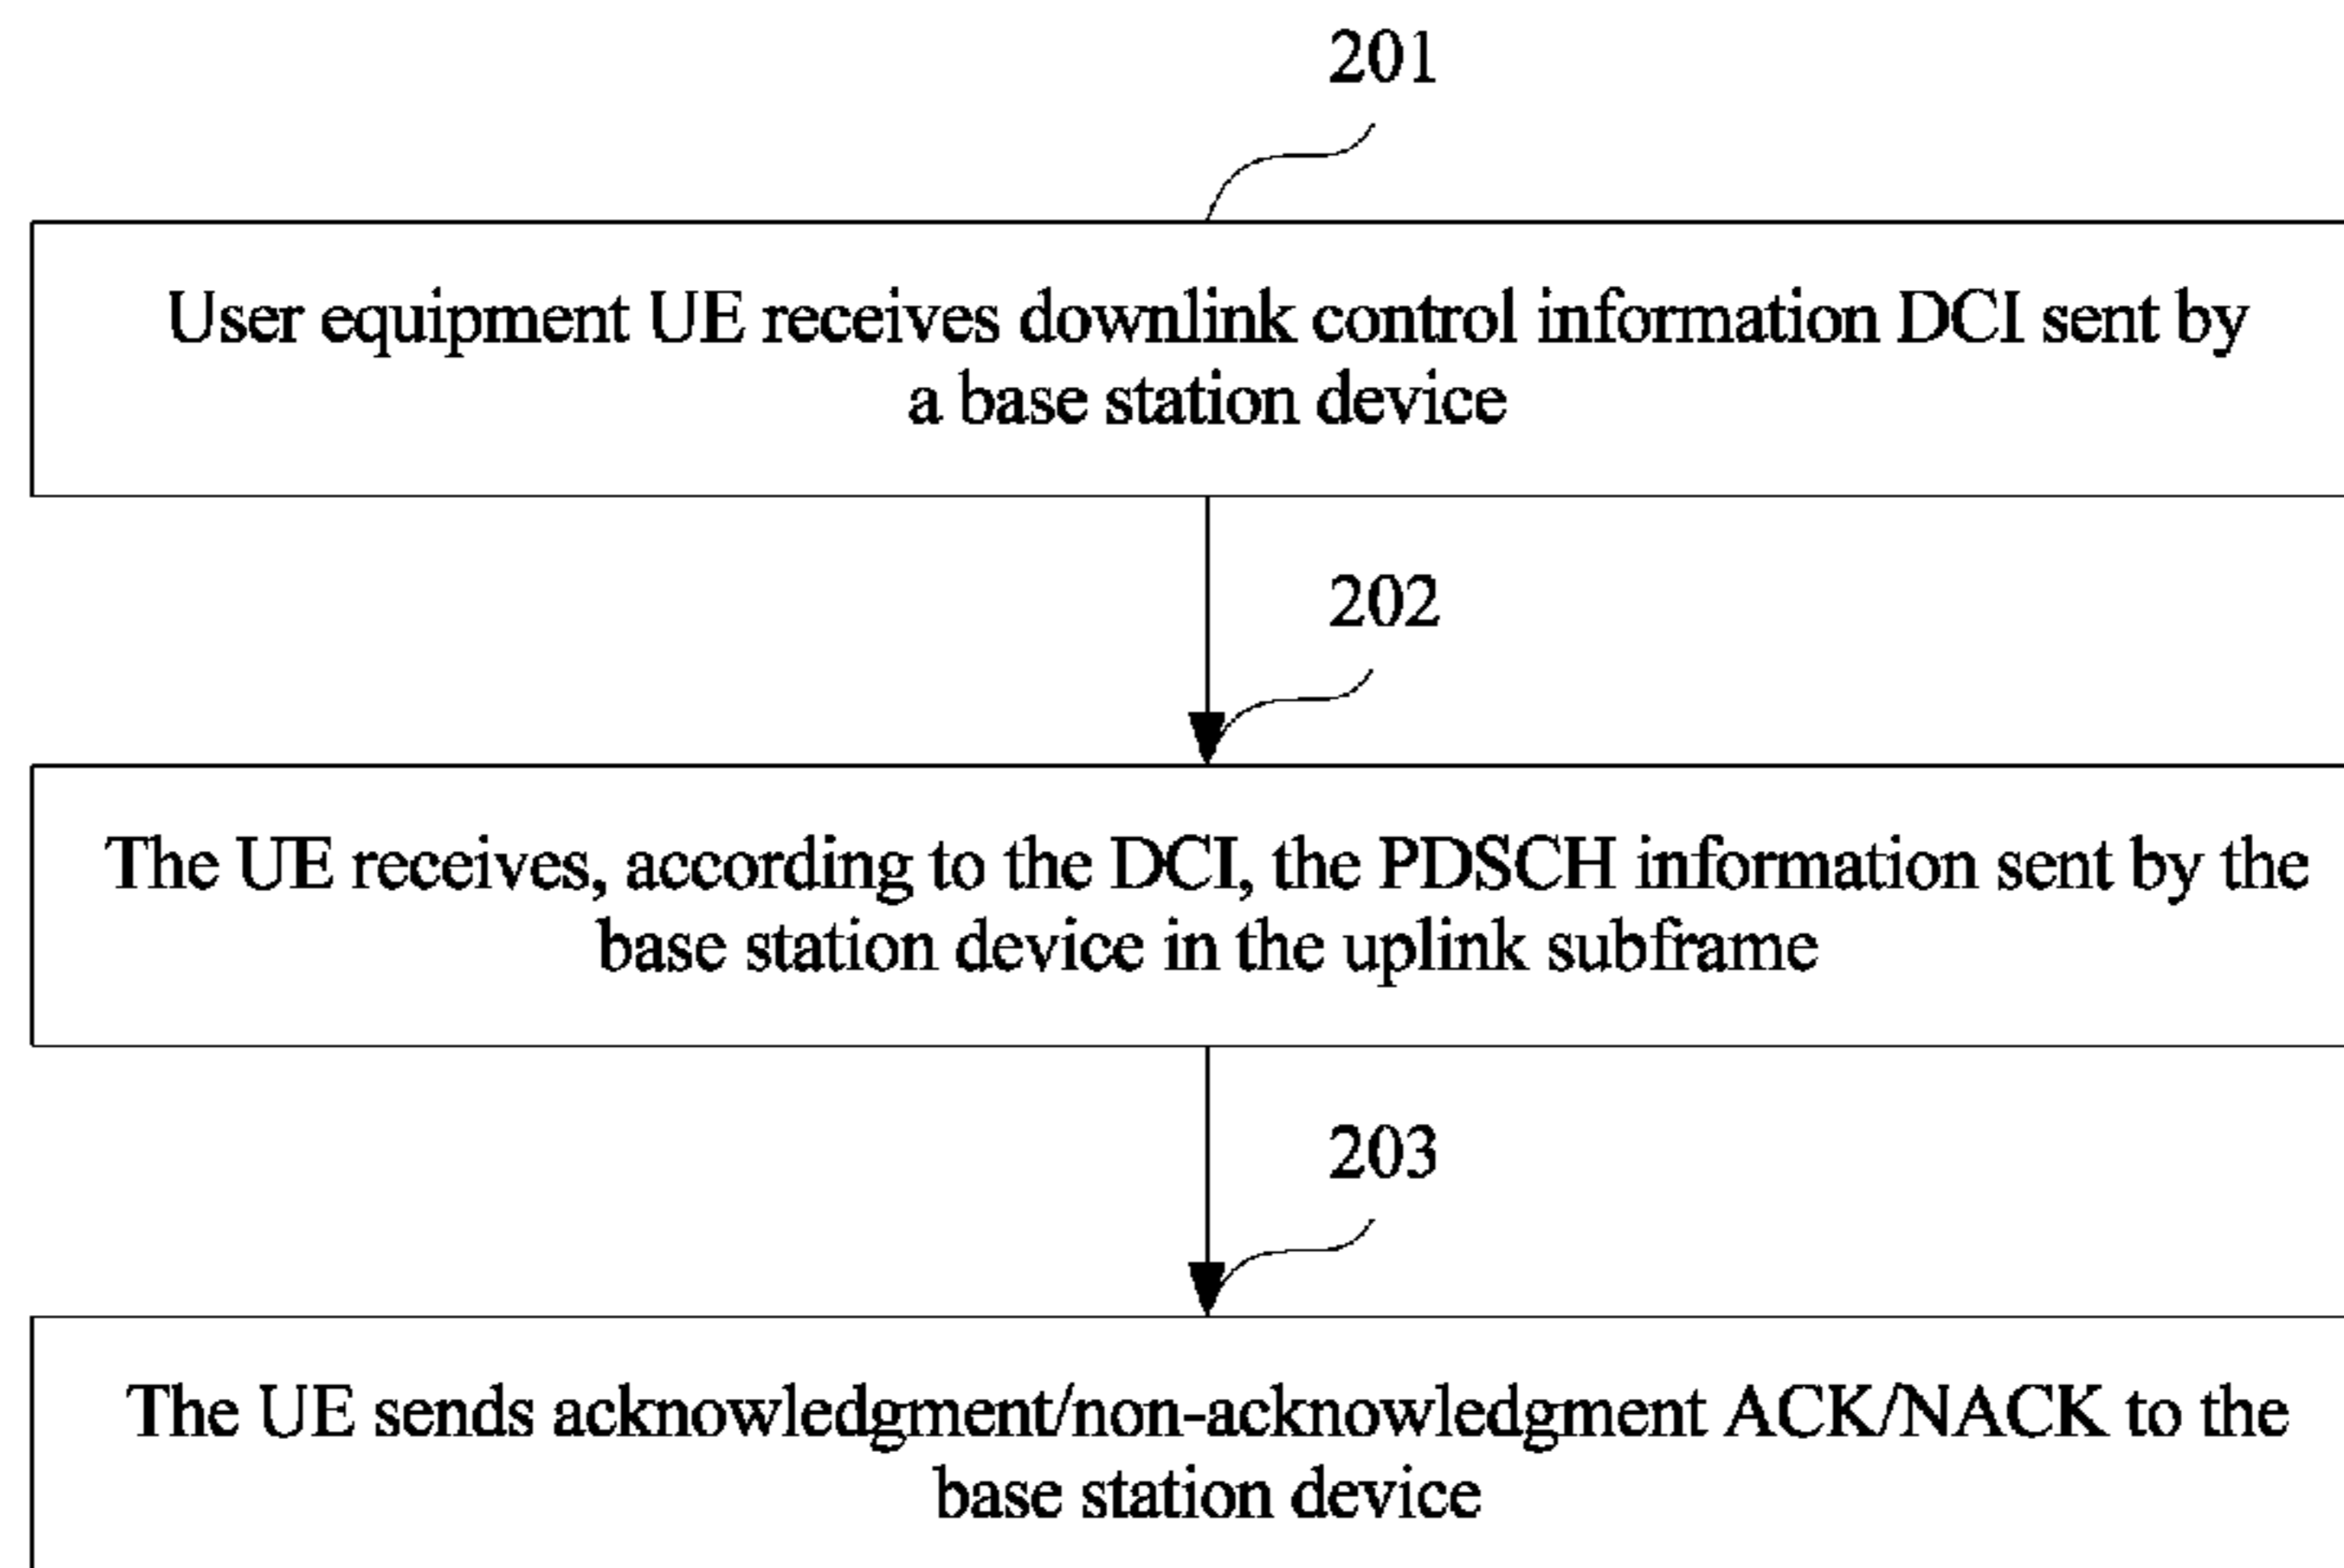 201
User equipment UE receives downlink control information DCI sent by
a base station device
202
The UE receives, according to the DCI, the PDSCH information sent by the
base station device in the uplink subframe
203
The UE sends acknowledgment/non-acknowledgment ACK/NACK to the
base station device